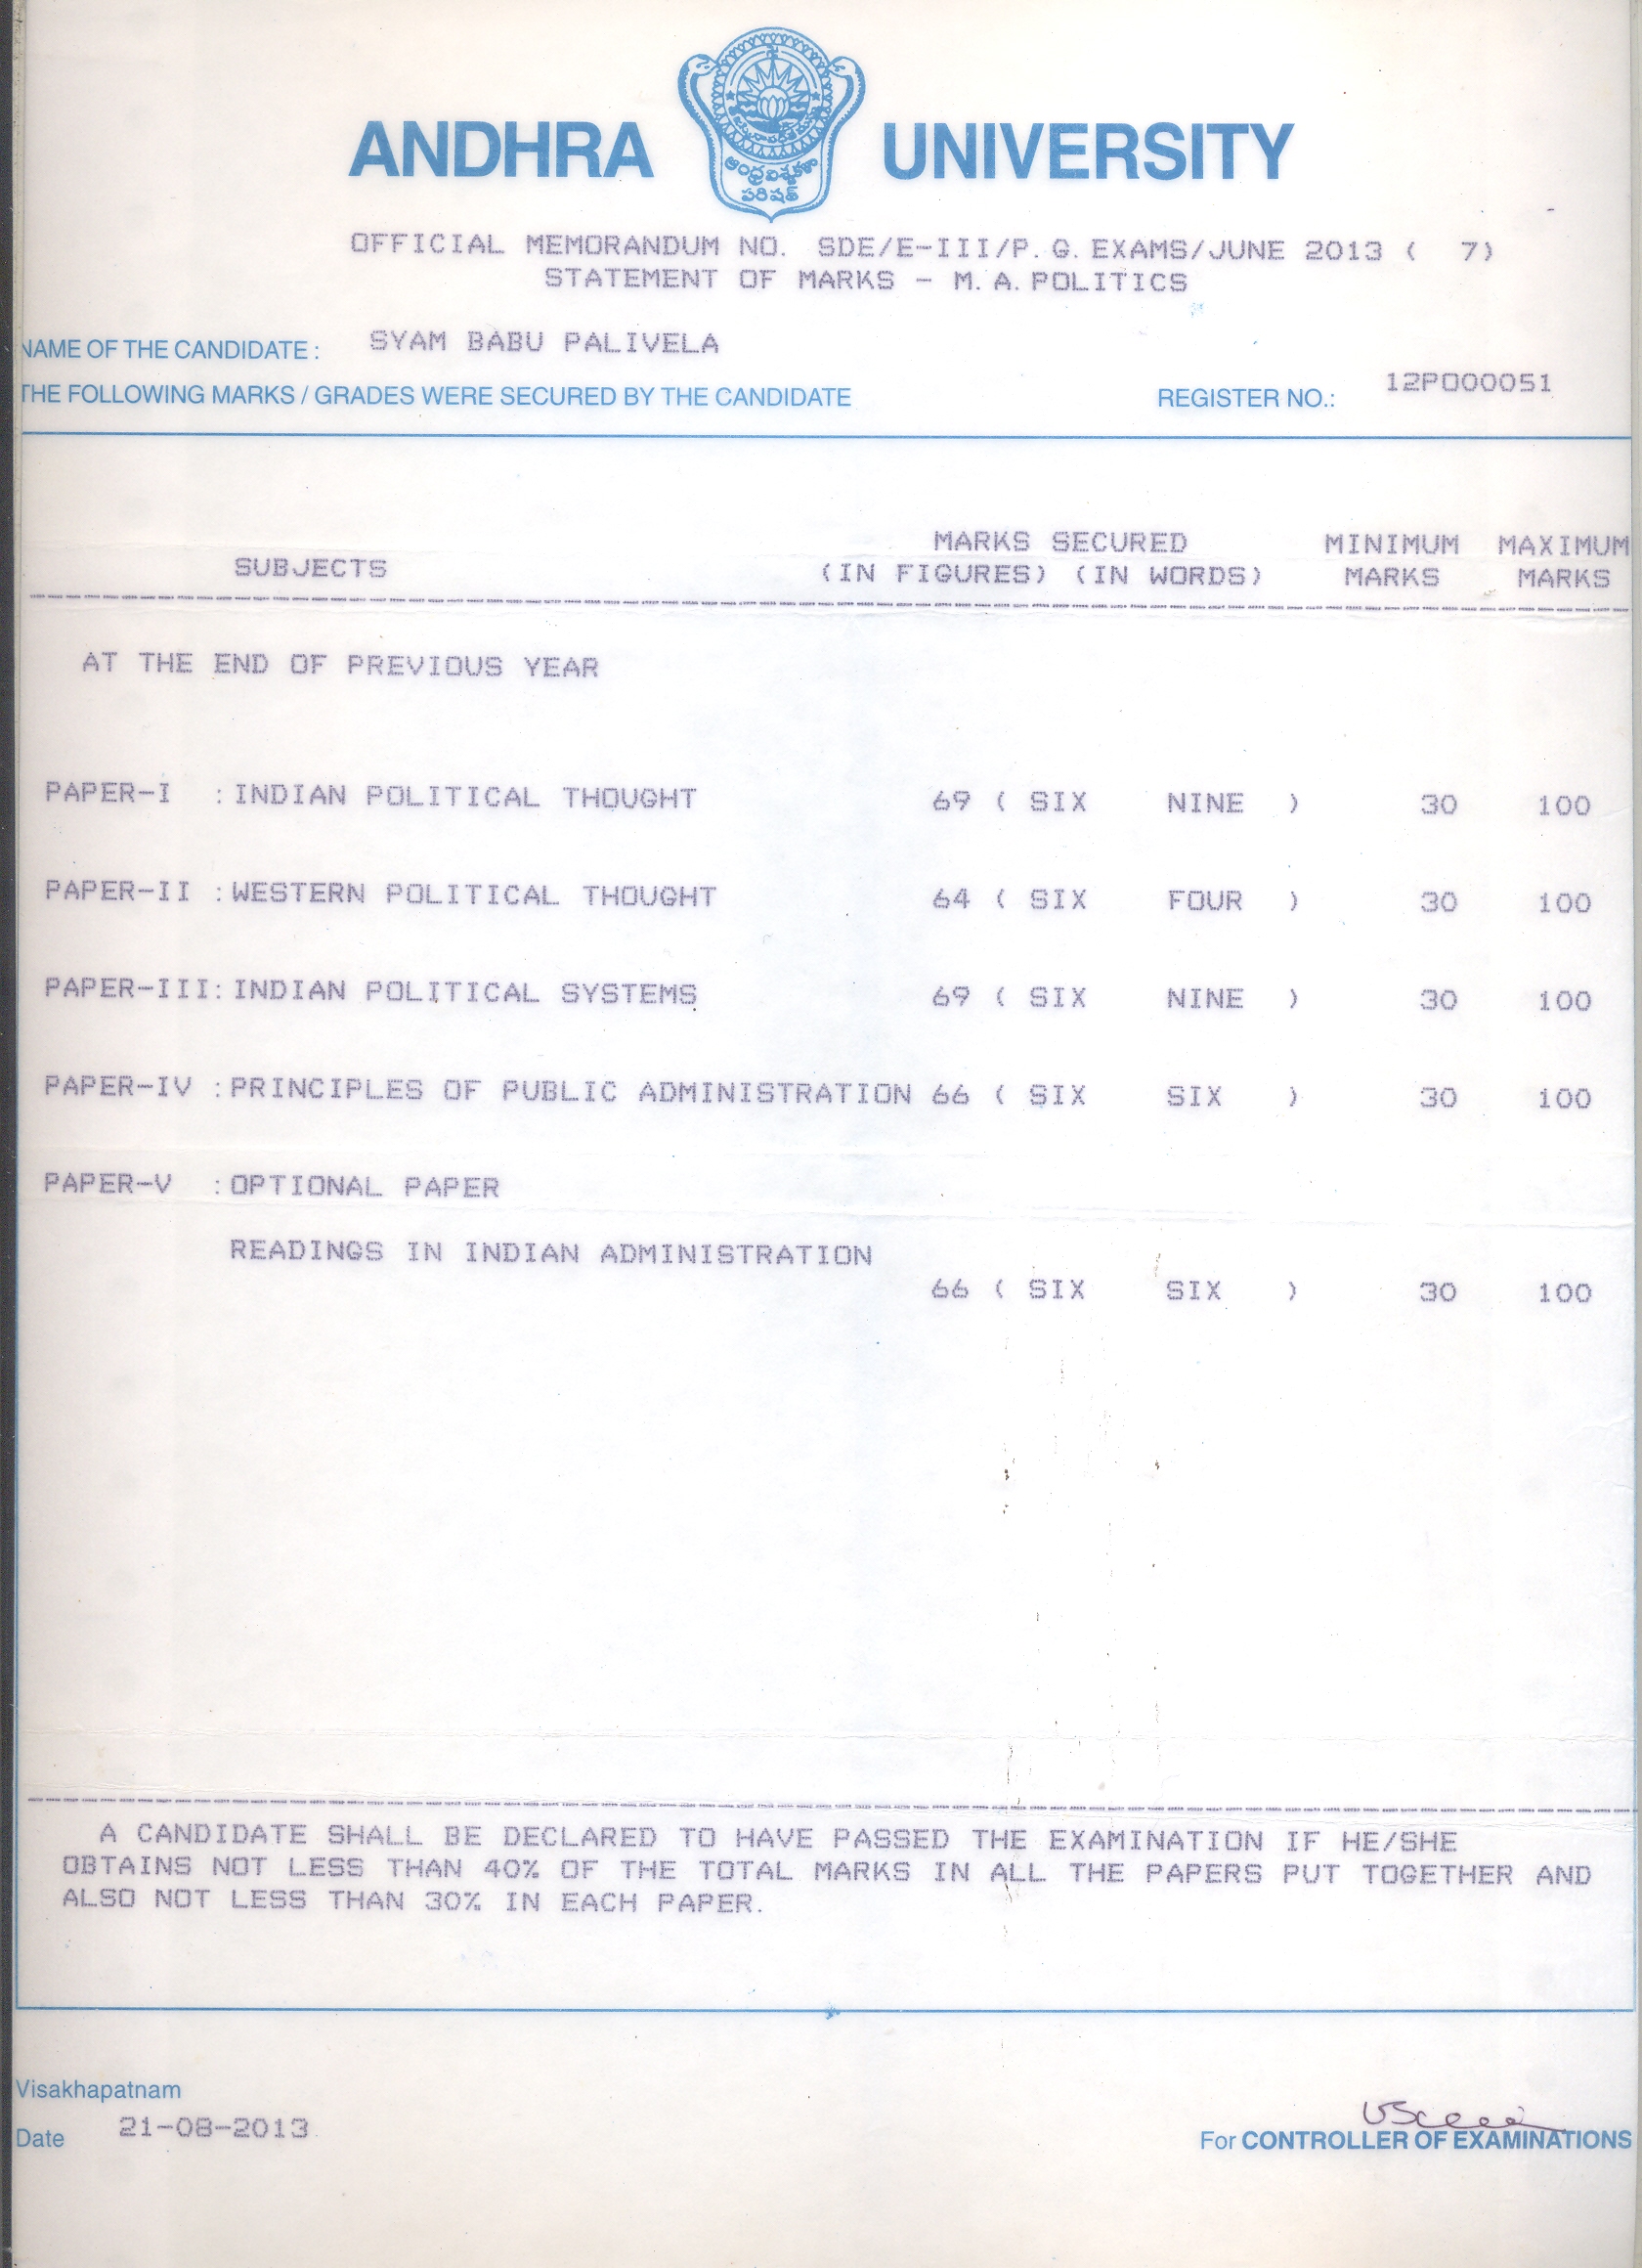 ANDHRA UNIVERSITY
ఆంధ్ర విశ్వకళా
పరిషత్
OFFICIAL MEMORANDUM NO. SDE/E-III/P.G.EXAMS/JUNE 2013 ( 7)
STATEMENT OF MARKS - M.A.POLITICS
NAME OF THE CANDIDATE : SYAM BABU PALIVELA
THE FOLLOWING MARKS / GRADES WERE SECURED BY THE CANDIDATE REGISTER NO.: 12P000051
MARKS SECURED MINIMUM MAXIMUM
SUBJECTS (IN FIGURES) (IN WORDS) MARKS MARKS
AT THE END OF PREVIOUS YEAR
PAPER-I : INDIAN POLITICAL THOUGHT 69 ( SIX NINE ) 30 100
PAPER-II : WESTERN POLITICAL THOUGHT 64 ( SIX FOUR ) 30 100
PAPER-III: INDIAN POLITICAL SYSTEMS 69 ( SIX NINE ) 30 100
PAPER-IV : PRINCIPLES OF PUBLIC ADMINISTRATION 66 ( SIX SIX ) 30 100
PAPER-V : OPTIONAL PAPER
READINGS IN INDIAN ADMINISTRATION
66 ( SIX SIX ) 30 100
A CANDIDATE SHALL BE DECLARED TO HAVE PASSED THE EXAMINATION IF HE/SHE
OBTAINS NOT LESS THAN 40% OF THE TOTAL MARKS IN ALL THE PAPERS PUT TOGETHER AND
ALSO NOT LESS THAN 30% IN EACH PAPER.
Visakhapatnam
Date 21-08-2013
For CONTROLLER OF EXAMINATIONS